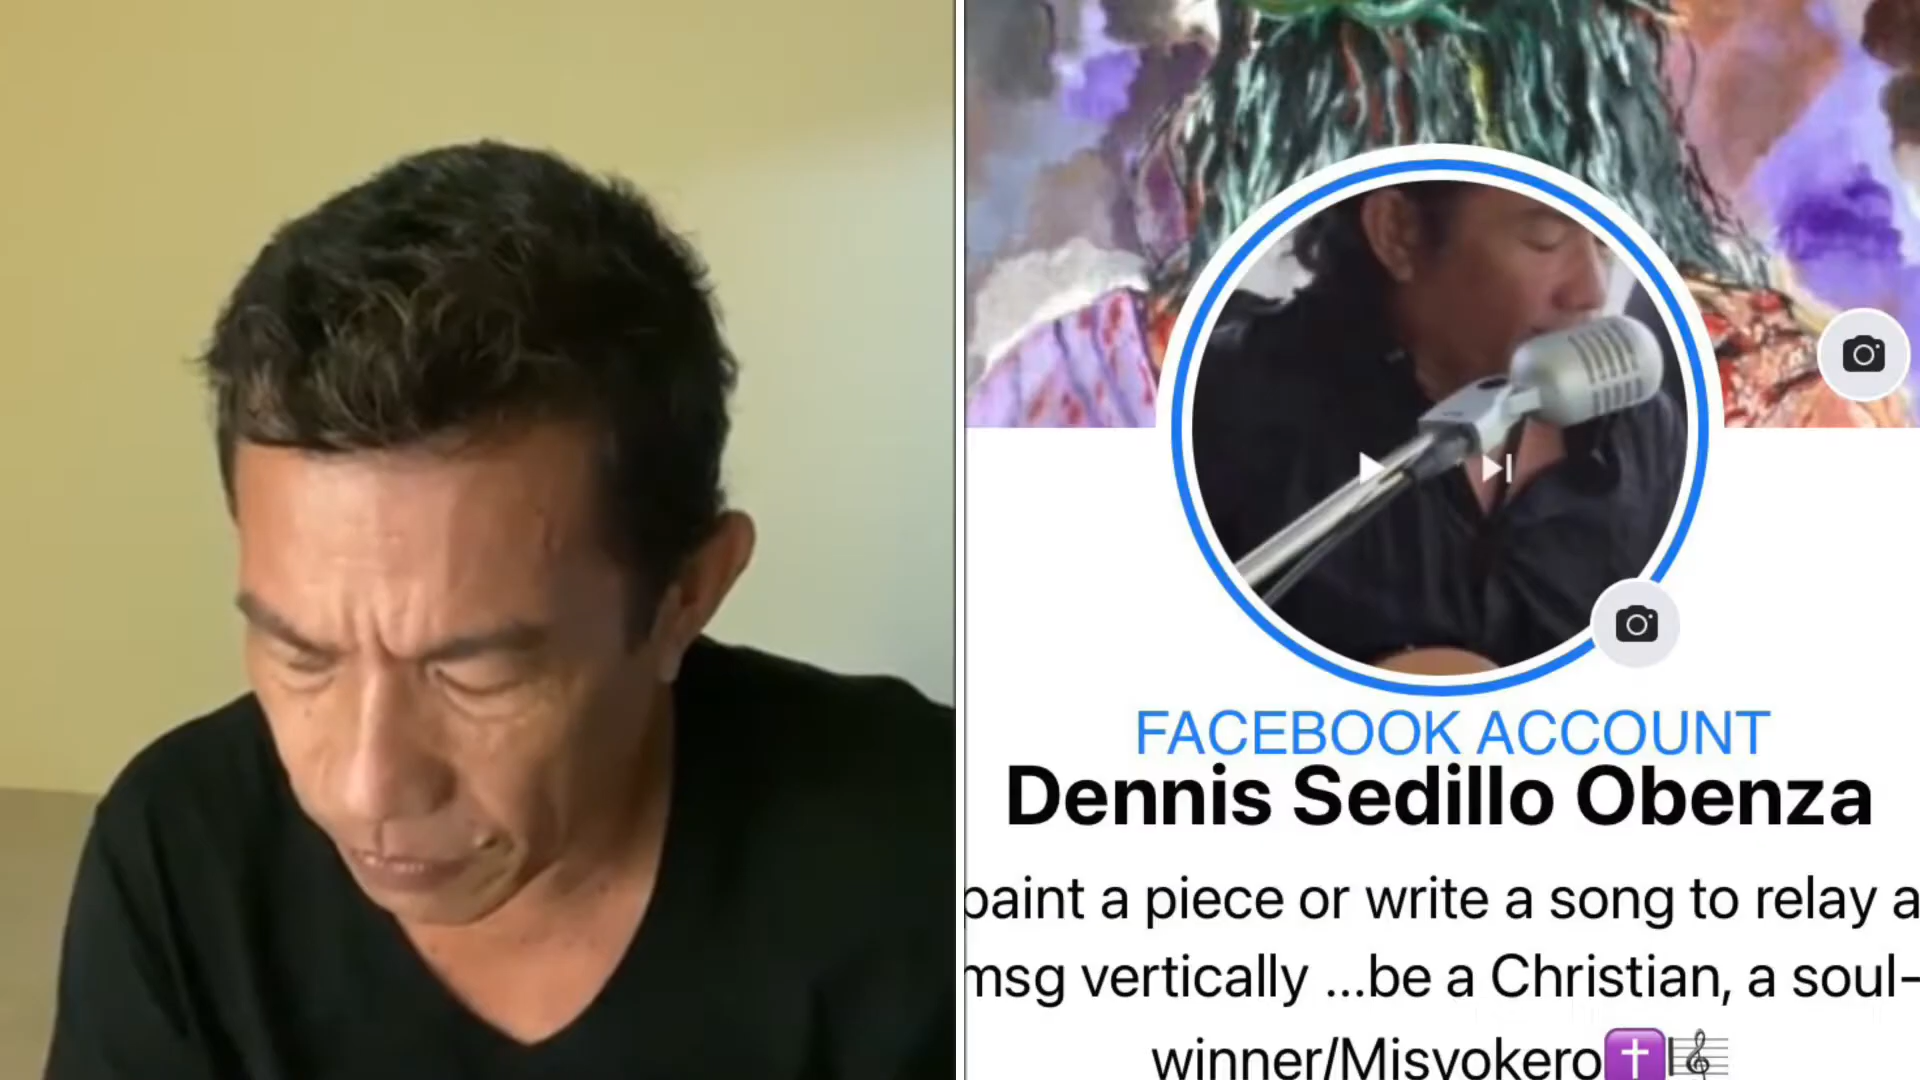 FACEBOOK ACCOUNT
Dennis Sedillo Obenza
paint a piece or write a song to relay a
msg vertically ...be a Christian, a soul-
winner/Misyokero✝️🎼